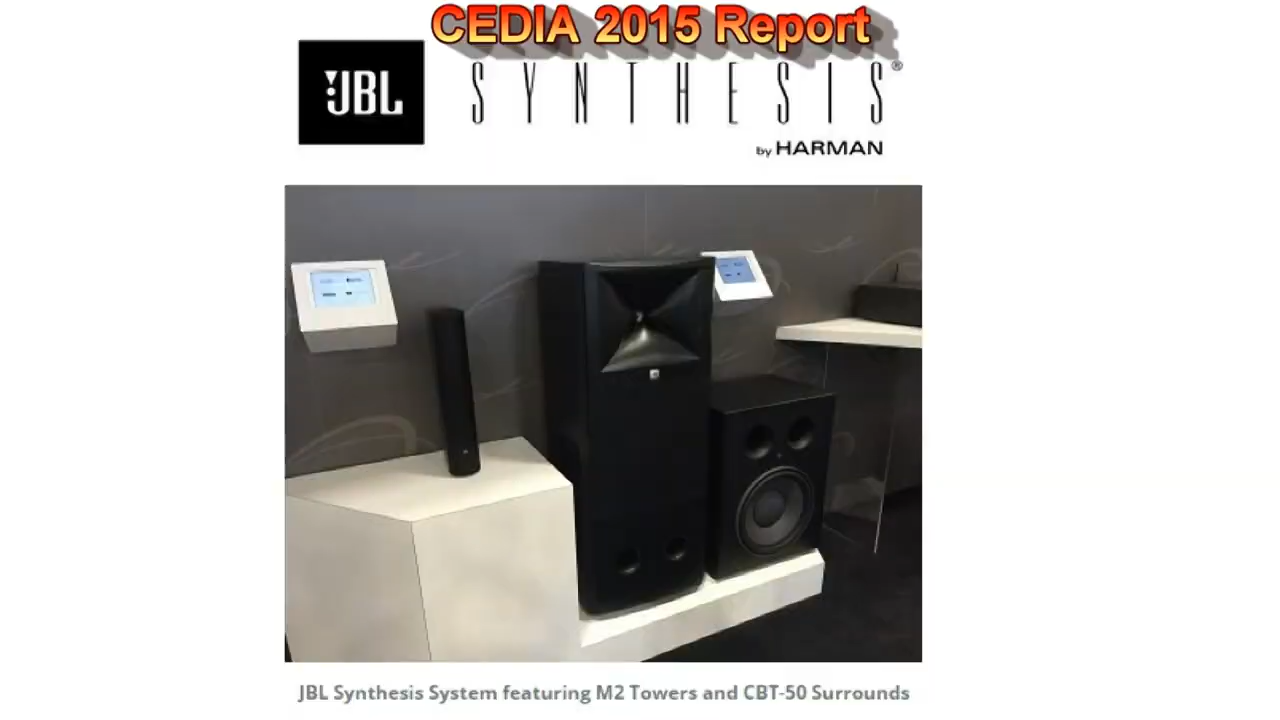 CEDIA 2015 Report
JBL
SYNTHESIS®
by HARMAN
JBL Synthesis System featuring M2 Towers and CBT-50 Surrounds